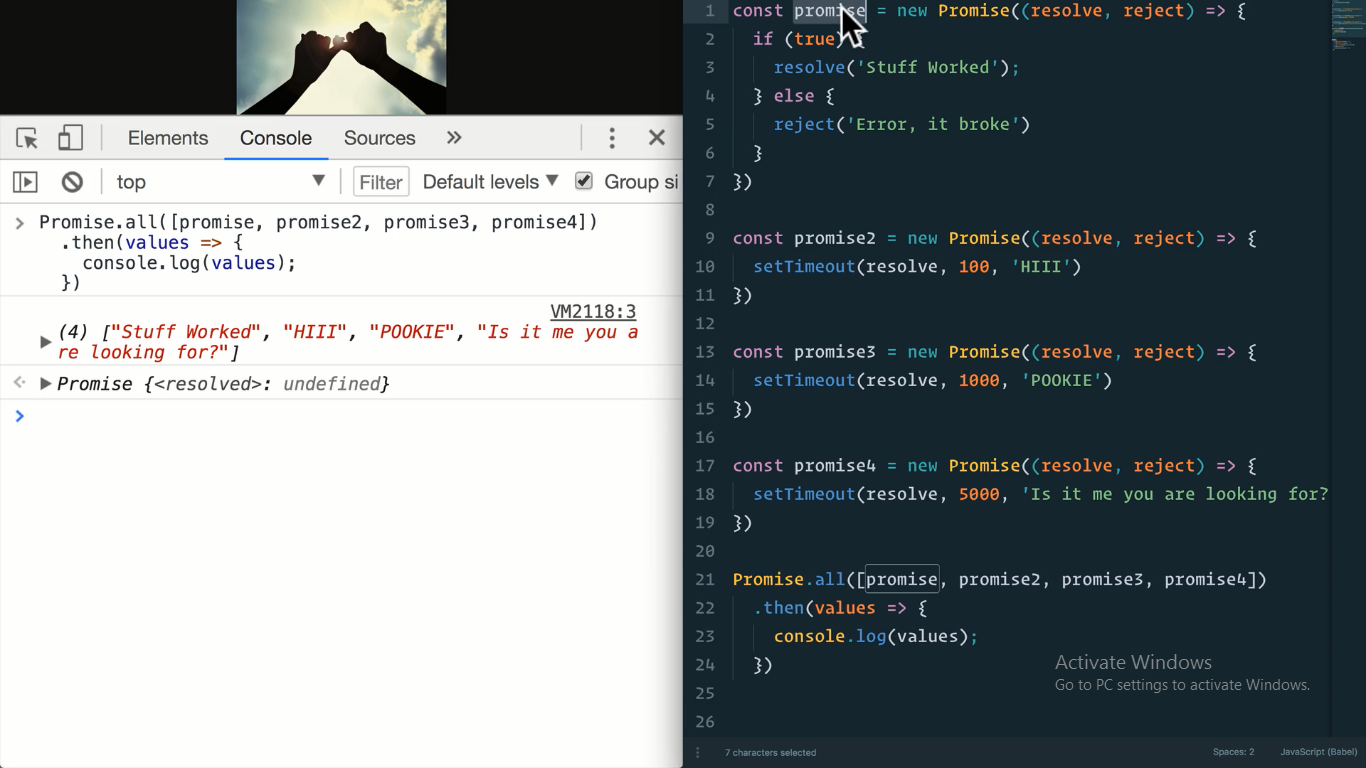 Elements Console Sources »
top ▼ Filter Default levels ▼ Group si
> Promise.all([promise, promise2, promise3, promise4])
.then(values => {
console.log(values);
})
VM2118:3
(4) ["Stuff Worked", "HIII", "POOKIE", "Is it me you a
re looking for?"]
Promise {<resolved>: undefined}
>
1 const promise = new Promise((resolve, reject) => {
2 if (true) {
3 resolve('Stuff Worked');
4 } else {
5 reject('Error, it broke')
6 }
7 })
8
9 const promise2 = new Promise((resolve, reject) => {
10 setTimeout(resolve, 100, 'HIII')
11 })
12
13 const promise3 = new Promise((resolve, reject) => {
14 setTimeout(resolve, 1000, 'POOKIE')
15 })
16
17 const promise4 = new Promise((resolve, reject) => {
18 setTimeout(resolve, 5000, 'Is it me you are looking for?
19 })
20
21 Promise.all([promise, promise2, promise3, promise4])
22 .then(values => {
23 console.log(values);
24 })
25
26
Activate Windows
Go to PC settings to activate Windows.
7 characters selected Spaces: 2 JavaScript (Babel)